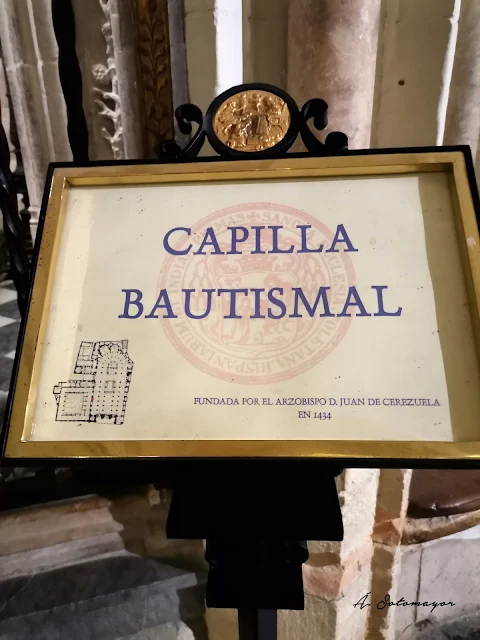 CAPILLA
BAUTISMAL
FUNDADA POR EL ARZOBISPO D. JUAN DE CEREZUELA
EN 1434
Á. Sotomayor